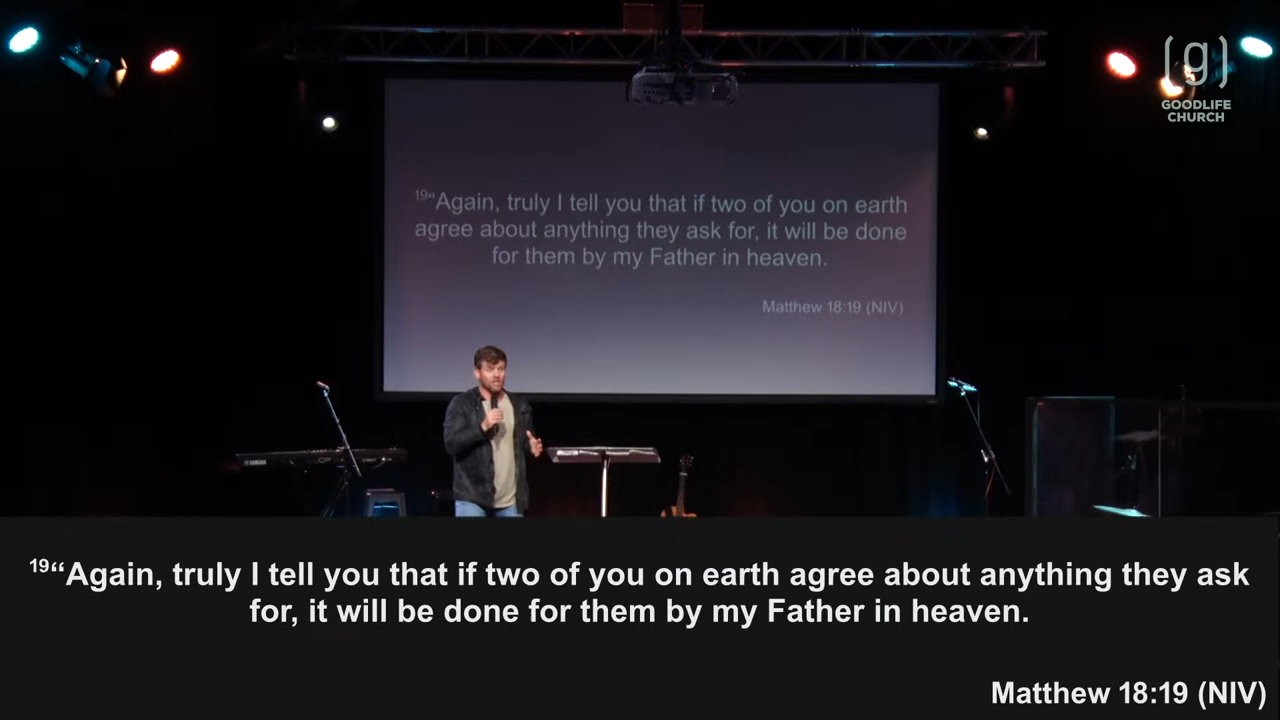 (g)
GOODLIFE
CHURCH
19“Again, truly I tell you that if two of you on earth
agree about anything they ask for, it will be done
for them by my Father in heaven.
Matthew 18:19 (NIV)
19“Again, truly I tell you that if two of you on earth agree about anything they ask
for, it will be done for them by my Father in heaven.
Matthew 18:19 (NIV)